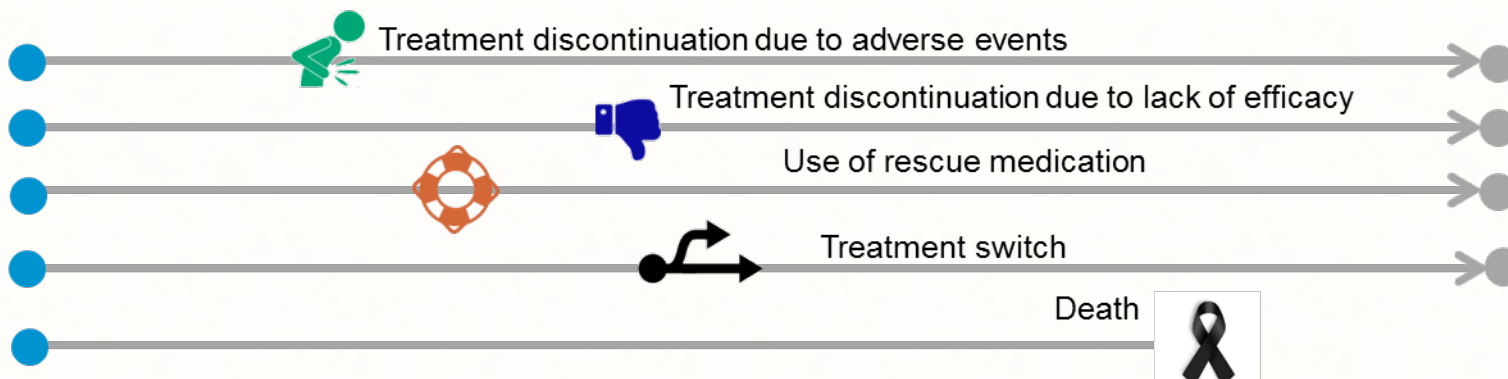 Treatment discontinuation due to adverse events
Treatment discontinuation due to lack of efficacy
Use of rescue medication
Treatment switch
Death